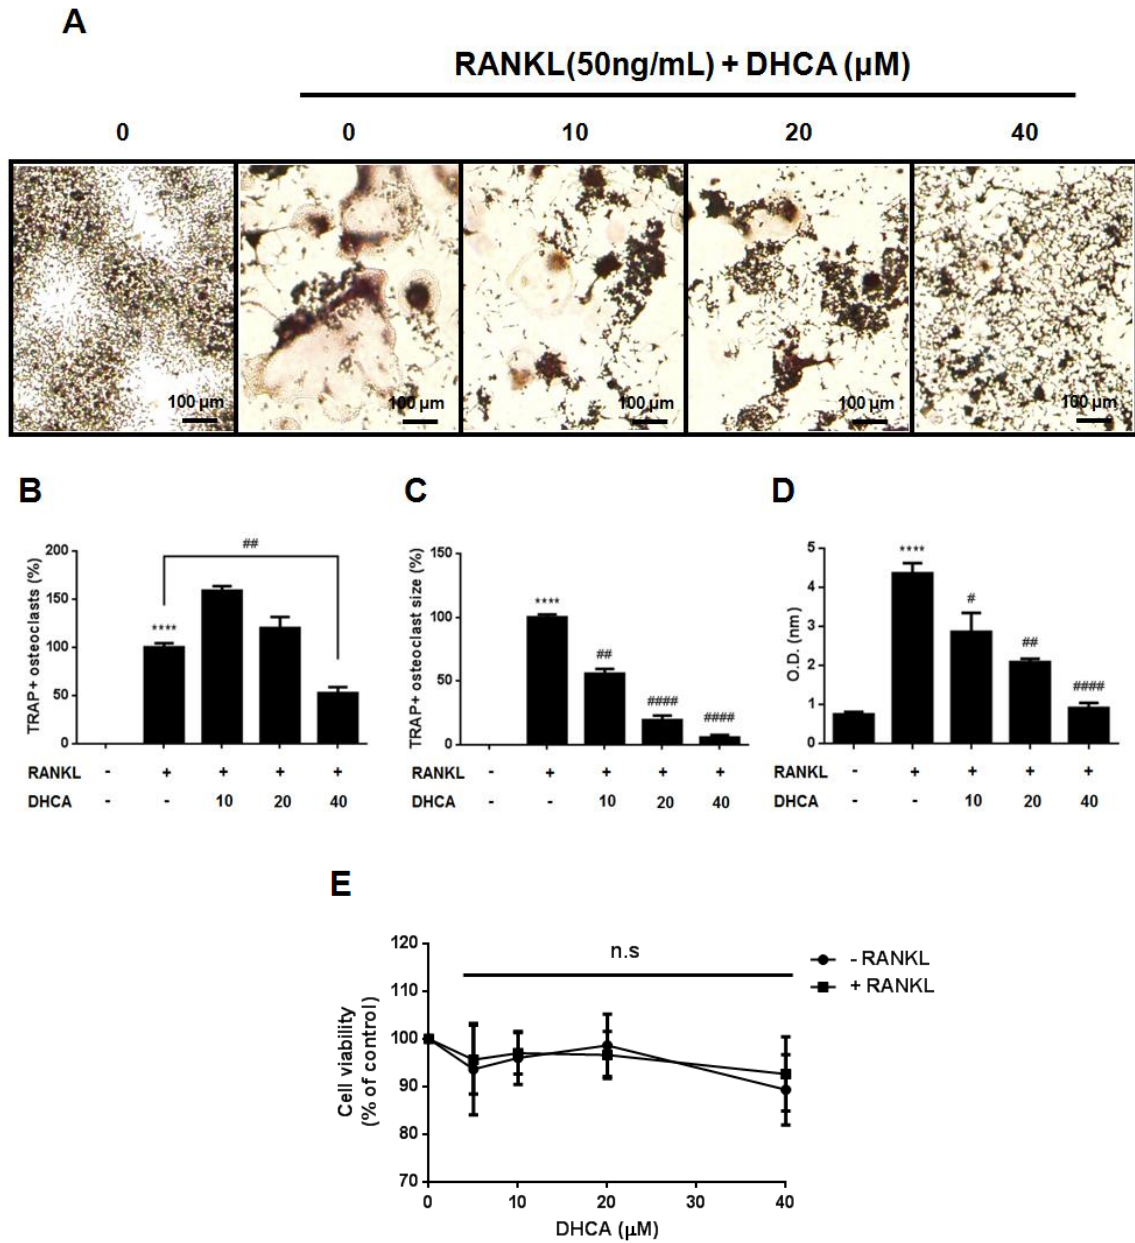 A
RANKL(50ng/mL) + DHCA (µM)
0 0 10 20 40
100 µm 100 µm 100 µm 100 µm 100 µm
B
TRAP+ osteoclasts (%)
200
150
100
50
0
****
##
RANKL - + + + +
DHCA - - 10 20 40
C
TRAP+ osteoclast size (%)
150
100
50
0
****
##
####
####
RANKL - + + + +
DHCA - - 10 20 40
D
O.D. (nm)
5
4
3
2
1
0
****
#
##
####
RANKL - + + + +
DHCA - - 10 20 40
E
Cell viability
(% of control)
120
110
100
90
80
70
n.s
- RANKL
+ RANKL
0 10 20 30 40
DHCA (µM)